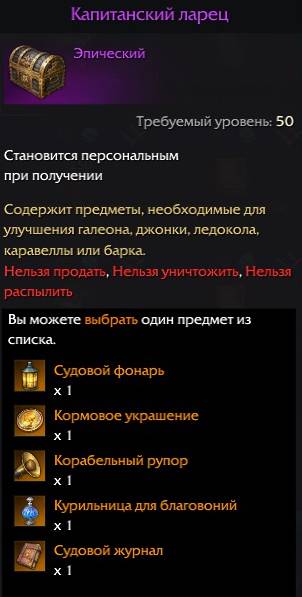 Капитанский ларец
Эпический
Требуемый уровень: 50
Становится персональным
при получении
Содержит предметы, необходимые для
улучшения галеона, джонки, ледокола,
каравеллы или барка.
Нельзя продать, Нельзя уничтожить, Нельзя
распылить
Вы можете выбрать один предмет из
списка.
Судовой фонарь
x 1
Кормовое украшение
x 1
Корабельный рупор
x 1
Курильница для благовоний
x 1
Судовой журнал
x 1